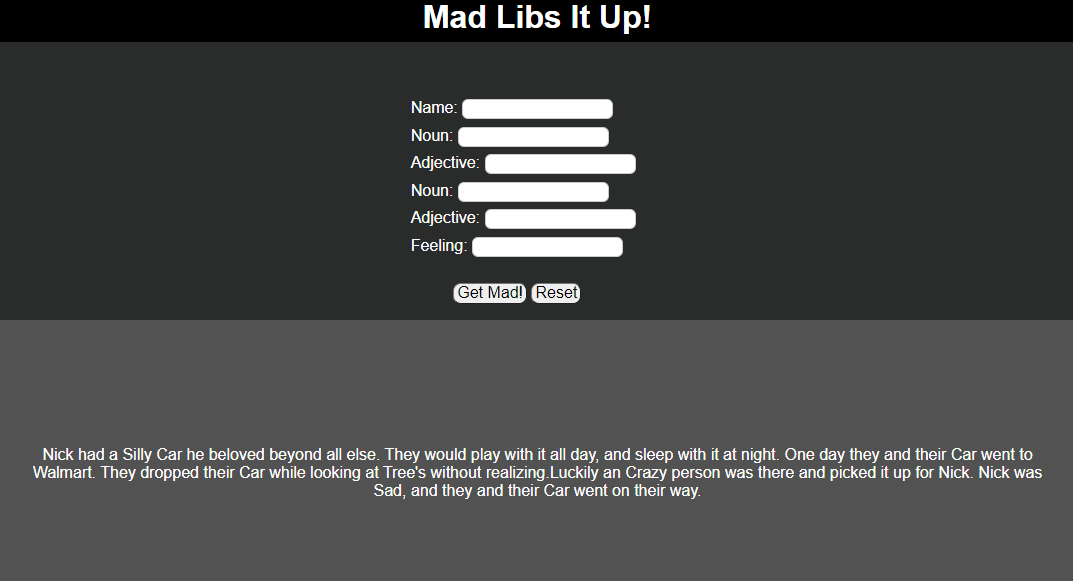 Mad Libs It Up!
Name:
Noun:
Adjective:
Noun:
Adjective:
Feeling:
Get Mad! Reset
Nick had a Silly Car he beloved beyond all else. They would play with it all day, and sleep with it at night. One day they and their Car went to
Walmart. They dropped their Car while looking at Tree's without realizing.Luckily an Crazy person was there and picked it up for Nick. Nick was
Sad, and they and their Car went on their way.